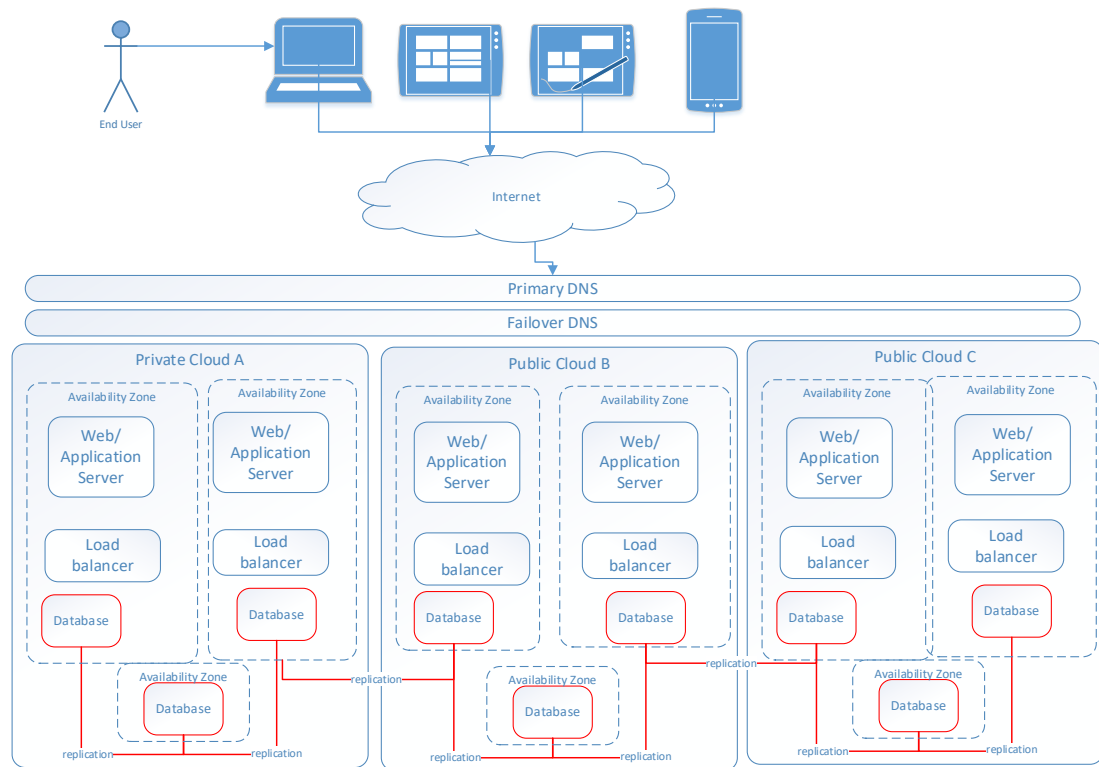 End User
Internet
Primary DNS
Failover DNS
Private Cloud A
Availability Zone
Web/
Application
Server
Load
balancer
Database
Availability Zone
Web/
Application
Server
Load
balancer
Database
Availability Zone
Database
replication
replication
replication
Public Cloud B
Availability Zone
Web/
Application
Server
Load
balancer
Database
Availability Zone
Web/
Application
Server
Load
balancer
Database
Availability Zone
Database
replication
replication
replication
Public Cloud C
Availability Zone
Web/
Application
Server
Load
balancer
Database
Availability Zone
Web/
Application
Server
Load
balancer
Database
Availability Zone
Database
replication
replication